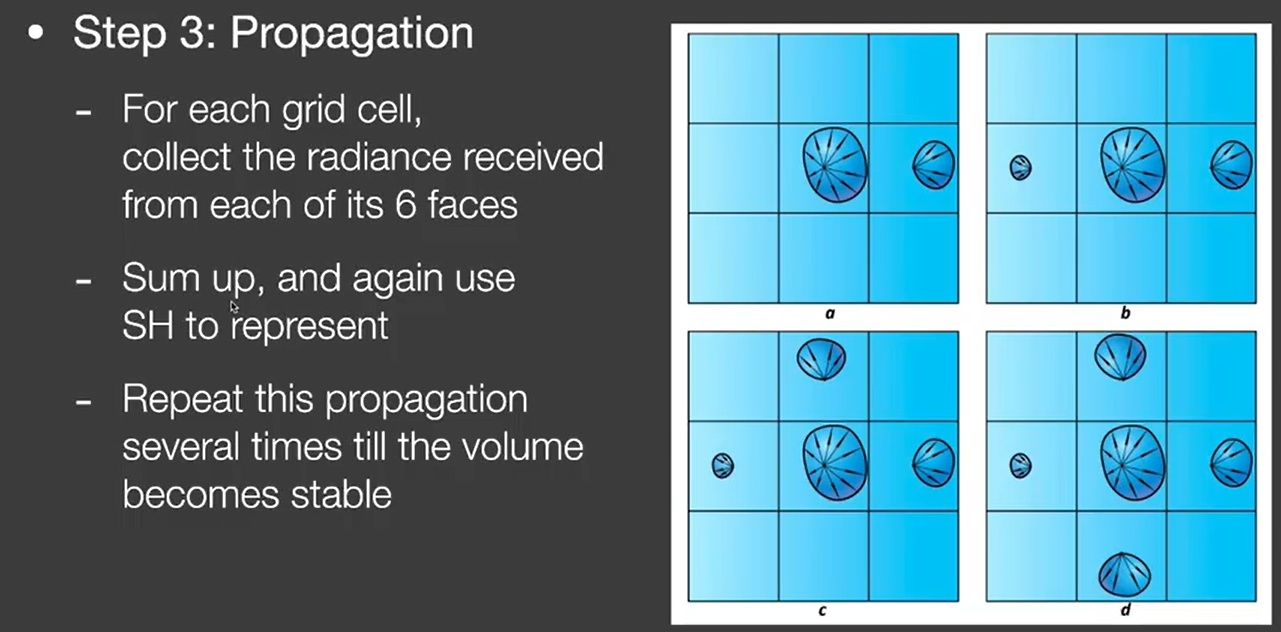 • Step 3: Propagation
- For each grid cell,
collect the radiance received
from each of its 6 faces
- Sum up, and again use
SH to represent
- Repeat this propagation
several times till the volume
becomes stable
a
b
c
d